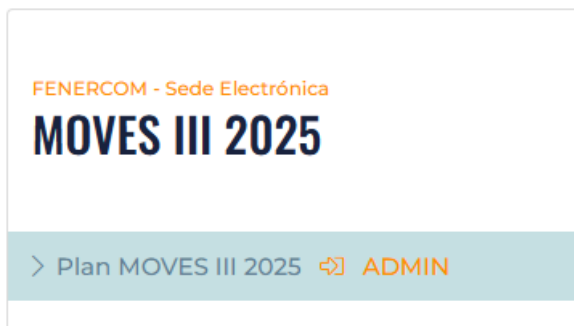 FENERCOM - Sede Electrónica
MOVES III 2025
Plan MOVES III 2025 ADMIN